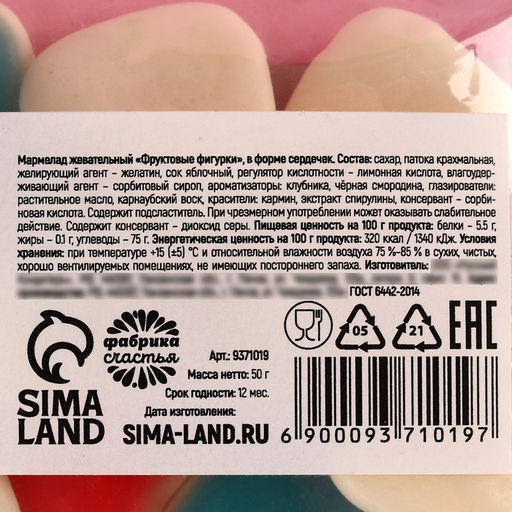 Мармелад жевательный «Фруктовые фигурки», в форме сердечек. Состав: сахар, патока крахмальная,
желирующий агент – желатин, сок яблочный, регулятор кислотности – лимонная кислота, влагоудер-
живающий агент – сорбитовый сироп, ароматизаторы: клубника, чёрная смородина, глазирователи:
растительное масло, карнаубский воск, красители: кармин, экстракт спирулины, консервант – сорби-
новая кислота. Содержит подсластитель. При чрезмерном употреблении может оказывать слабительное
действие. Содержит консервант – диоксид серы. Пищевая ценность на 100 г продукта: белки – 5.5 г,
жиры – 0.1 г, углеводы – 75 г. Энергетическая ценность на 100 г продукта: 320 ккал / 1340 кДж. Условия
хранения: при температуре +15 (±5) °С и относительной влажности воздуха 75 %–85 % в сухих, чистых,
хорошо вентилируемых помещениях, не имеющих постороннего запаха. Изготовитель:
ГОСТ 6442-2014
SIMA
LAND
фабрика
счастья
Арт.: 9371019
Масса нетто: 50 г
Срок годности: 12 мес.
Дата изготовления:
SIMA-LAND.RU
05
21
EAC
6 900093 710197